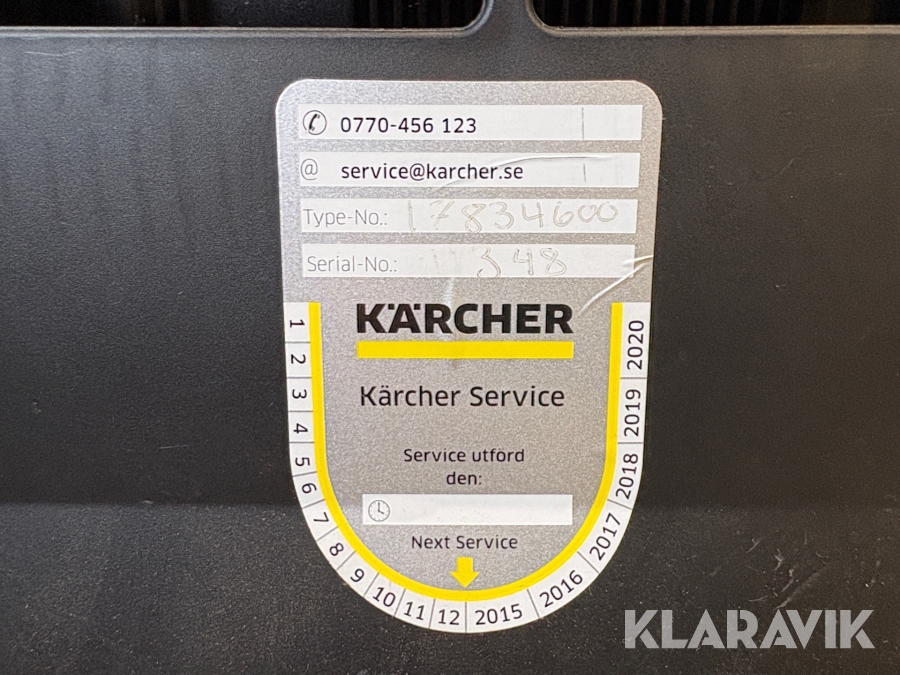 0770-456 123
@ service@karcher.se
Type-No.: 17834600
Serial-No.: 348
KÄRCHER
Kärcher Service
Service utförd
den:
Next Service
1
2
3
4
5
6
7
8
9
10
11
12
2015
2016
2017
2018
2019
2020
KLARAVIK